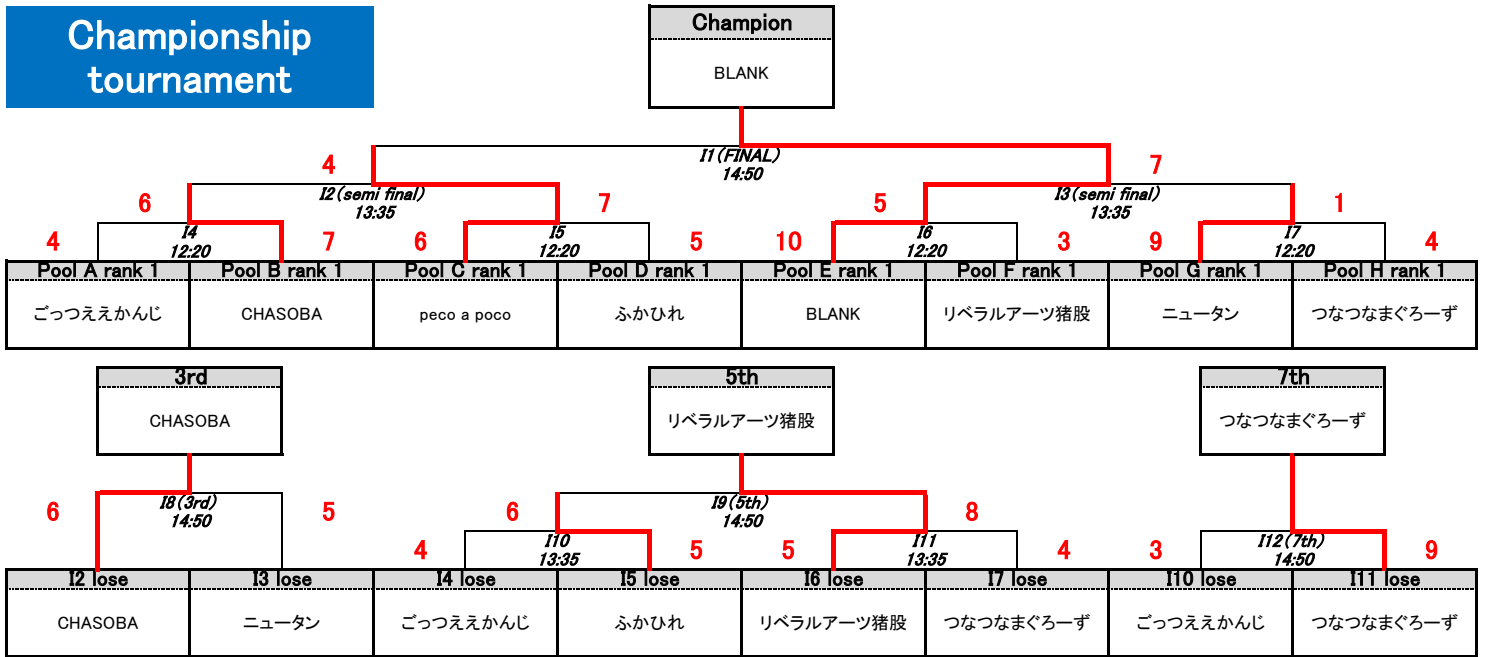 Championship
tournament
Champion
BLANK
I1(FINAL)
14:50
4
7
I2(semi final)
13:35
I3(semi final)
13:35
6
7
5
1
I4
12:20
I5
12:20
I6
12:20
I7
12:20
4
7
6
5
10
3
9
4
Pool A rank 1
Pool B rank 1
Pool C rank 1
Pool D rank 1
Pool E rank 1
Pool F rank 1
Pool G rank 1
Pool H rank 1
ごっつええかんじ
CHASOBA
peco a poco
ふかひれ
BLANK
リベラルアーツ猪股
ニュータン
つなつなまぐろーず
3rd
5th
7th
CHASOBA
リベラルアーツ猪股
つなつなまぐろーず
I8(3rd)
14:50
I9(5th)
14:50
6
5
6
8
I10
13:35
I11
13:35
I12(7th)
14:50
4
5
5
4
3
9
I2 lose
I3 lose
I4 lose
I5 lose
I6 lose
I7 lose
I10 lose
I11 lose
CHASOBA
ニュータン
ごっつええかんじ
ふかひれ
リベラルアーツ猪股
つなつなまぐろーず
ごっつええかんじ
つなつなまぐろーず